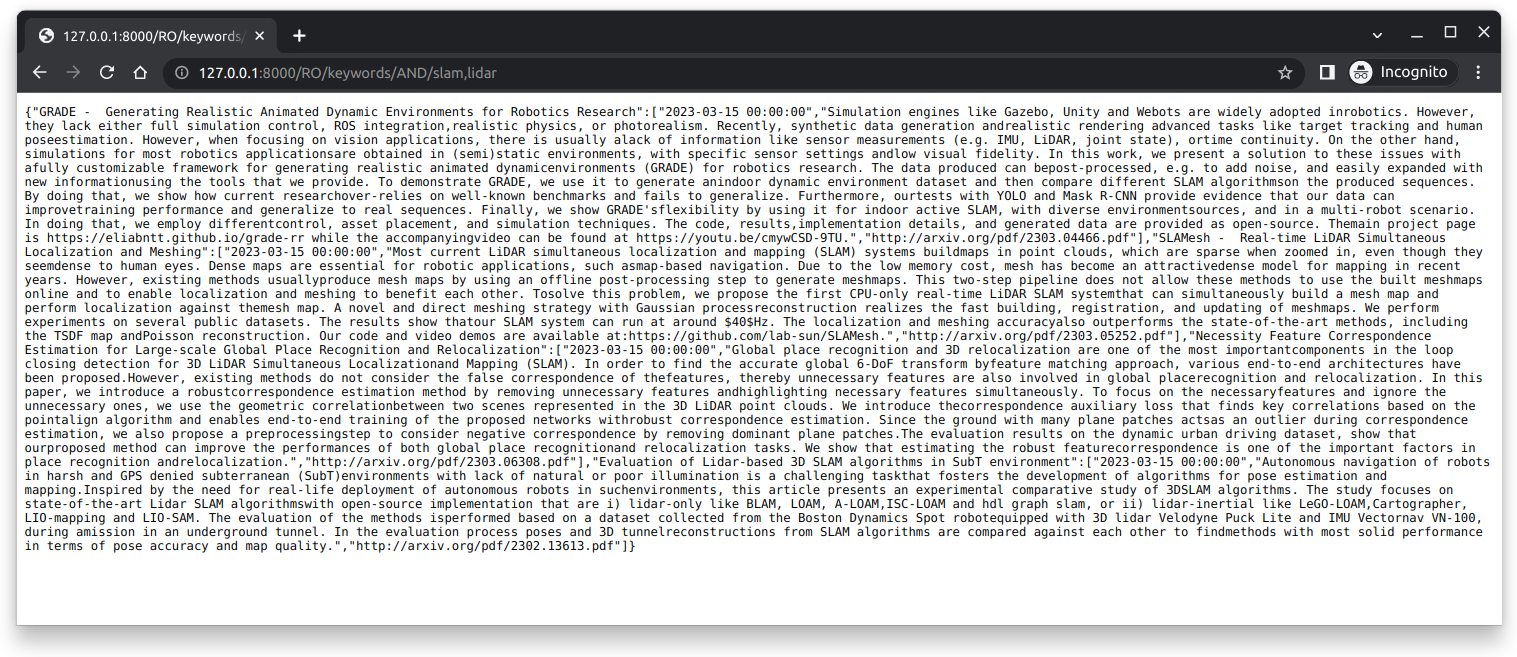 127.0.0.1:8000/RO/keywords/
127.0.0.1:8000/RO/keywords/AND/slam,lidar
Incognito
{"GRADE -  Generating Realistic Animated Dynamic Environments for Robotics Research":["2023-03-15 00:00:00","Simulation engines like Gazebo, Unity and Webots are widely adopted inrobotics. However,
they lack either full simulation control, ROS integration,realistic physics, or photorealism. Recently, synthetic data generation andrealistic rendering advanced tasks like target tracking and human
poseestimation. However, when focusing on vision applications, there is usually alack of information like sensor measurements (e.g. IMU, LiDAR, joint state), ortime continuity. On the other hand,
simulations for most robotics applicationsare obtained in (semi)static environments, with specific sensor settings andlow visual fidelity. In this work, we present a solution to these issues with
afully customizable framework for generating realistic animated dynamicenvironments (GRADE) for robotics research. The data produced can bepost-processed, e.g. to add noise, and easily expanded with
new informationusing the tools that we provide. To demonstrate GRADE, we use it to generate anindoor dynamic environment dataset and then compare different SLAM algorithmson the produced sequences.
By doing that, we show how current researchover-relies on well-known benchmarks and fails to generalize. Furthermore, ourtests with YOLO and Mask R-CNN provide evidence that our data can
improvetraining performance and generalize to real sequences. Finally, we show GRADE'sflexibility by using it for indoor active SLAM, with diverse environmentsources, and in a multi-robot scenario.
In doing that, we employ differentcontrol, asset placement, and simulation techniques. The code, results,implementation details, and generated data are provided as open-source. Themain project page
is https://eliabntt.github.io/grade-rr while the accompanyingvideo can be found at https://youtu.be/cmywCSD-9TU.","http://arxiv.org/pdf/2303.04466.pdf"],"SLAMesh -  Real-time LiDAR Simultaneous
Localization and Meshing":["2023-03-15 00:00:00","Most current LiDAR simultaneous localization and mapping (SLAM) systems buildmaps in point clouds, which are sparse when zoomed in, even though they
seemdense to human eyes. Dense maps are essential for robotic applications, such asmap-based navigation. Due to the low memory cost, mesh has become an attractivedense model for mapping in recent
years. However, existing methods usuallyproduce mesh maps by using an offline post-processing step to generate meshmaps. This two-step pipeline does not allow these methods to use the built meshmaps
online and to enable localization and meshing to benefit each other. Tosolve this problem, we propose the first CPU-only real-time LiDAR SLAM systemthat can simultaneously build a mesh map and
perform localization against themesh map. A novel and direct meshing strategy with Gaussian processreconstruction realizes the fast building, registration, and updating of meshmaps. We perform
experiments on several public datasets. The results show thatour SLAM system can run at around $40$Hz. The localization and meshing accuracyalso outperforms the state-of-the-art methods, including
the TSDF map andPoisson reconstruction. Our code and video demos are available at:https://github.com/lab-sun/SLAMesh.","http://arxiv.org/pdf/2303.05252.pdf"],"Necessity Feature Correspondence
Estimation for Large-scale Global Place Recognition and Relocalization":["2023-03-15 00:00:00","Global place recognition and 3D relocalization are one of the most importantcomponents in the loop
closing detection for 3D LiDAR Simultaneous Localizationand Mapping (SLAM). In order to find the accurate global 6-DoF transform byfeature matching approach, various end-to-end architectures have
been proposed.However, existing methods do not consider the false correspondence of thefeatures, thereby unnecessary features are also involved in global placerecognition and relocalization. In this
paper, we introduce a robustcorrespondence estimation method by removing unnecessary features andhighlighting necessary features simultaneously. To focus on the necessaryfeatures and ignore the
unnecessary ones, we use the geometric correlationbetween two scenes represented in the 3D LiDAR point clouds. We introduce thecorrespondence auxiliary loss that finds key correlations based on the
pointalign algorithm and enables end-to-end training of the proposed networks withrobust correspondence estimation. Since the ground with many plane patches actsas an outlier during correspondence
estimation, we also propose a preprocessingstep to consider negative correspondence by removing dominant plane patches.The evaluation results on the dynamic urban driving dataset, show that
ourproposed method can improve the performances of both global place recognitionand relocalization tasks. We show that estimating the robust featurecorrespondence is one of the important factors in
place recognition andrelocalization.","http://arxiv.org/pdf/2303.06308.pdf"],"Evaluation of Lidar-based 3D SLAM algorithms in SubT environment":["2023-03-15 00:00:00","Autonomous navigation of robots
in harsh and GPS denied subterranean (SubT)environments with lack of natural or poor illumination is a challenging taskthat fosters the development of algorithms for pose estimation and
mapping.Inspired by the need for real-life deployment of autonomous robots in suchenvironments, this article presents an experimental comparative study of 3DSLAM algorithms. The study focuses on
state-of-the-art Lidar SLAM algorithmswith open-source implementation that are i) lidar-only like BLAM, LOAM, A-LOAM,ISC-LOAM and hdl graph slam, or ii) lidar-inertial like LeGO-LOAM,Cartographer,
LIO-mapping and LIO-SAM. The evaluation of the methods isperformed based on a dataset collected from the Boston Dynamics Spot robotequipped with 3D lidar Velodyne Puck Lite and IMU Vectornav VN-100,
during amission in an underground tunnel. In the evaluation process poses and 3D tunnelreconstructions from SLAM algorithms are compared against each other to findmethods with most solid performance
in terms of pose accuracy and map quality.","http://arxiv.org/pdf/2302.13613.pdf"]}